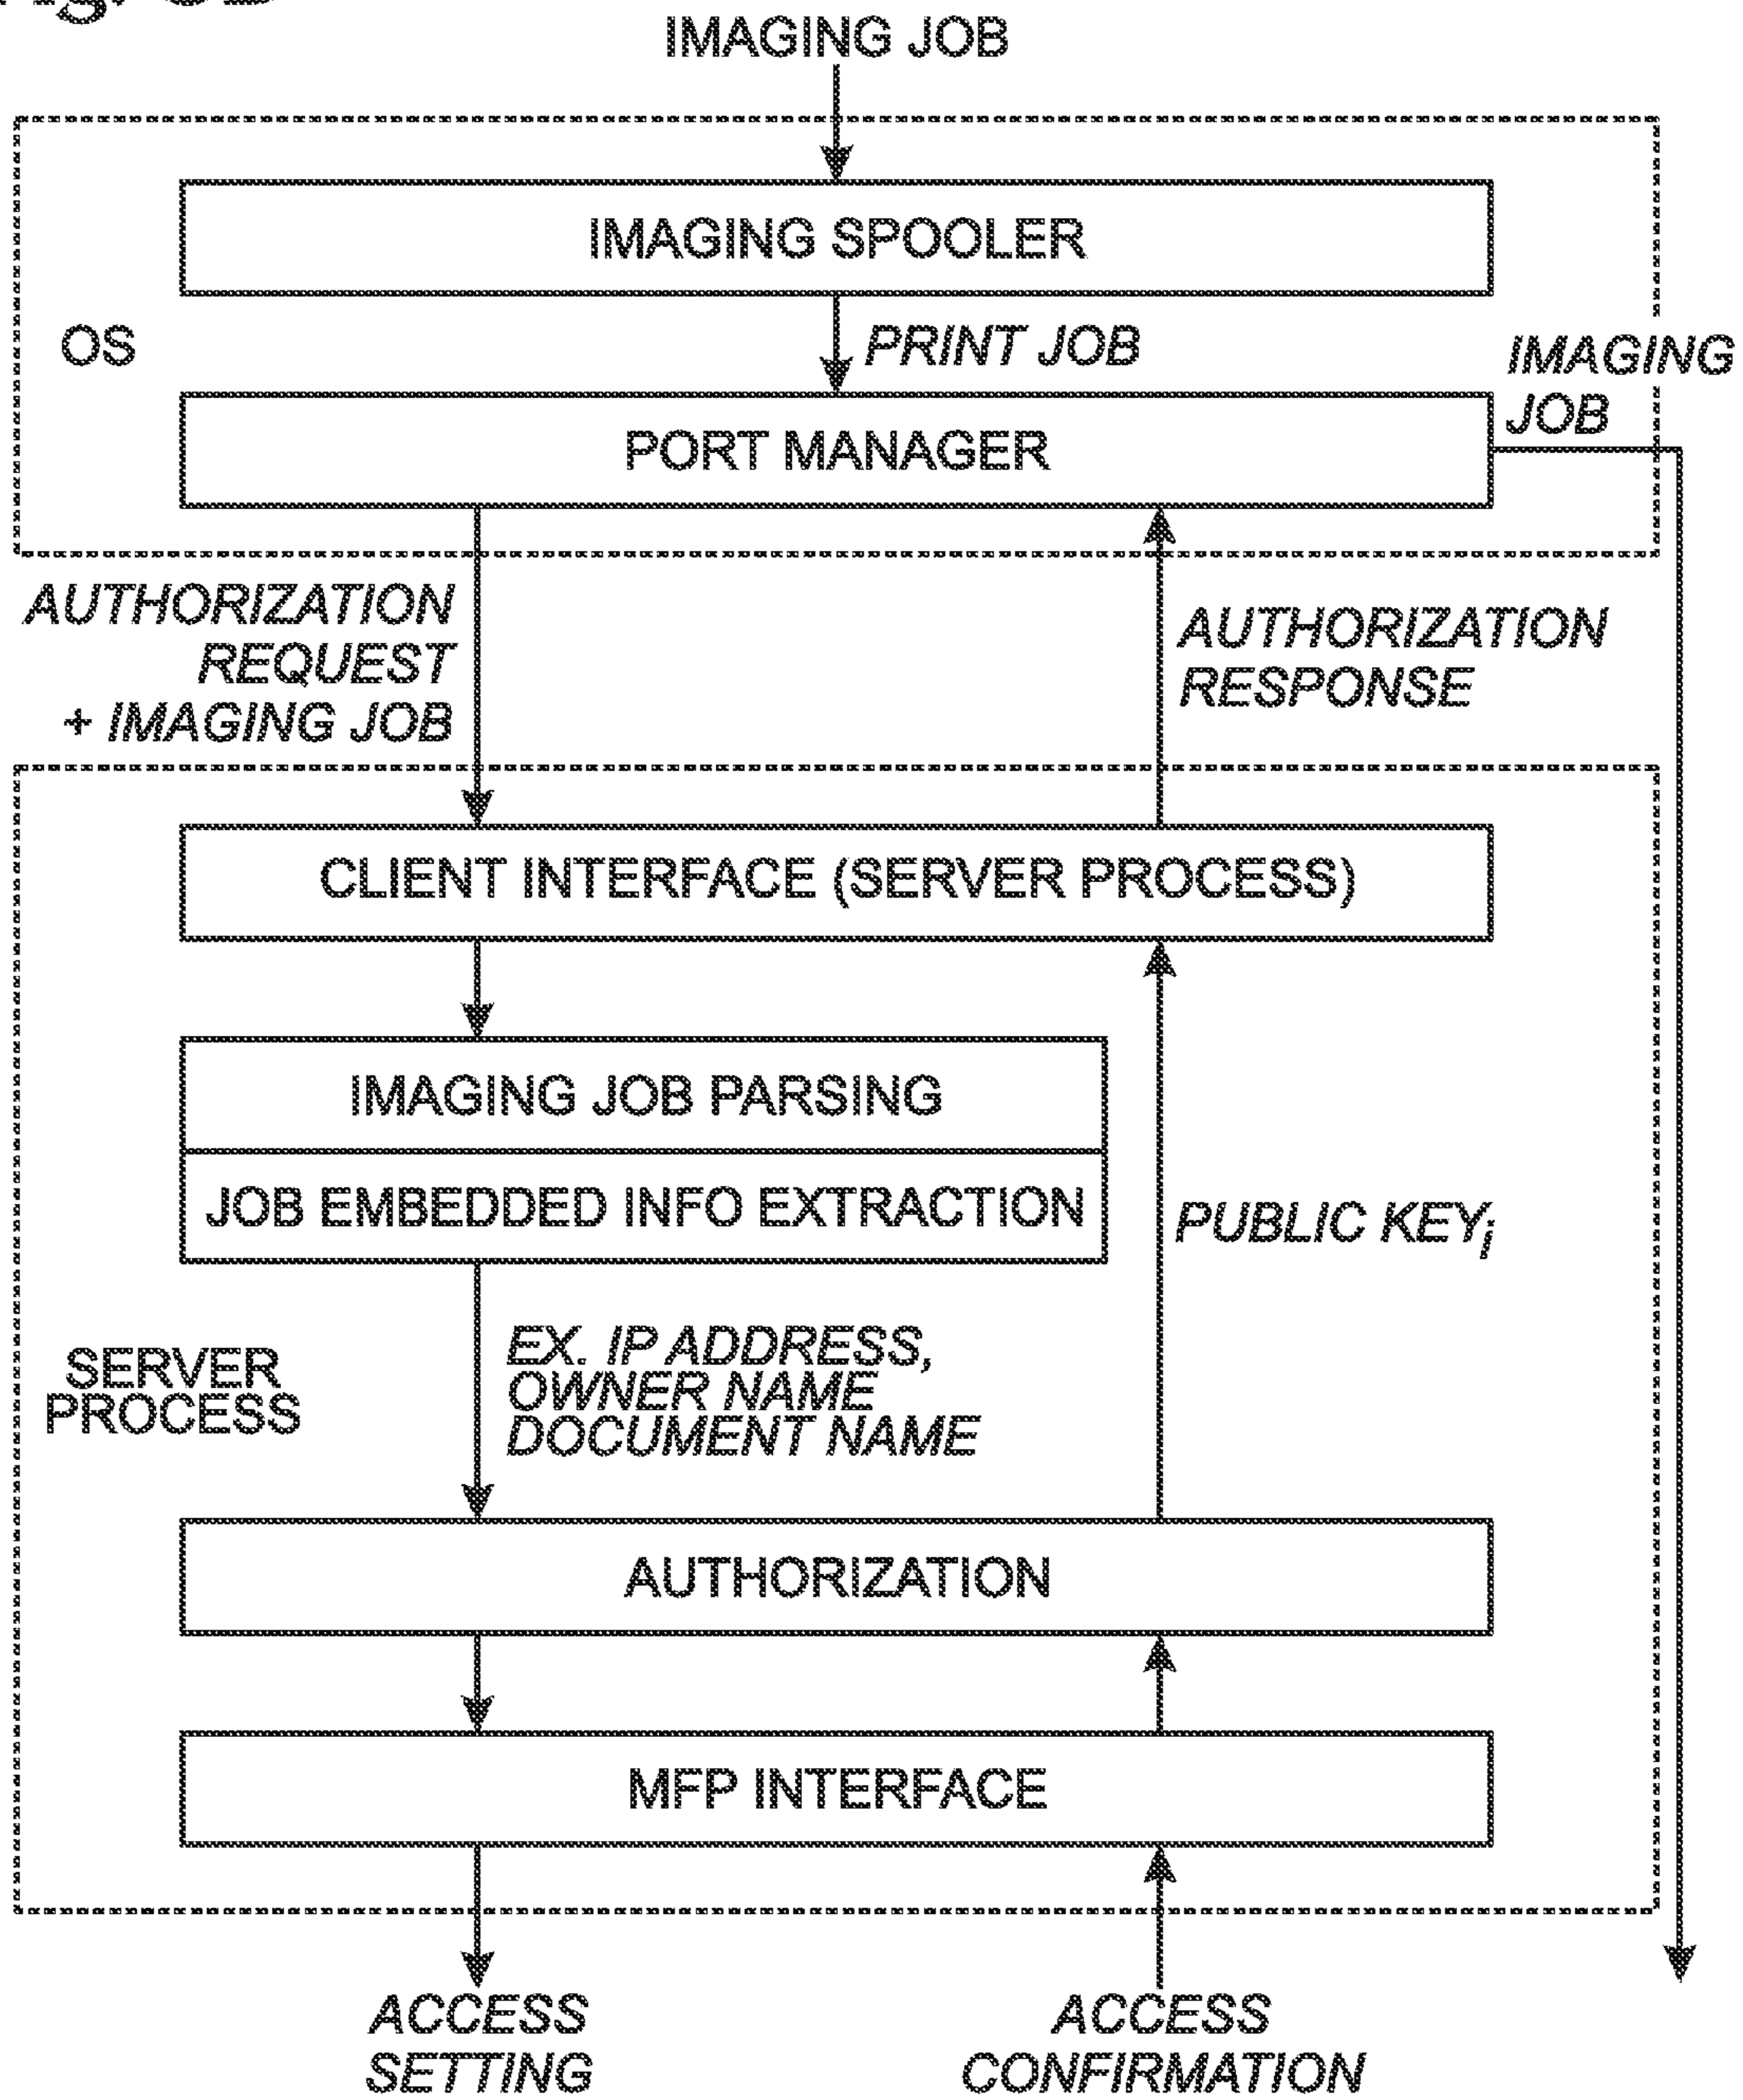 IMAGING JOB
IMAGING SPOOLER
OS
PRINT JOB
IMAGING
JOB
PORT MANAGER
AUTHORIZATION
REQUEST
+ IMAGING JOB
AUTHORIZATION
RESPONSE
CLIENT INTERFACE (SERVER PROCESS)
IMAGING JOB PARSING
JOB EMBEDDED INFO EXTRACTION
PUBLIC KEYi
SERVER
PROCESS
EX. IP ADDRESS,
OWNER NAME
DOCUMENT NAME
AUTHORIZATION
MFP INTERFACE
ACCESS
SETTING
ACCESS
CONFIRMATION